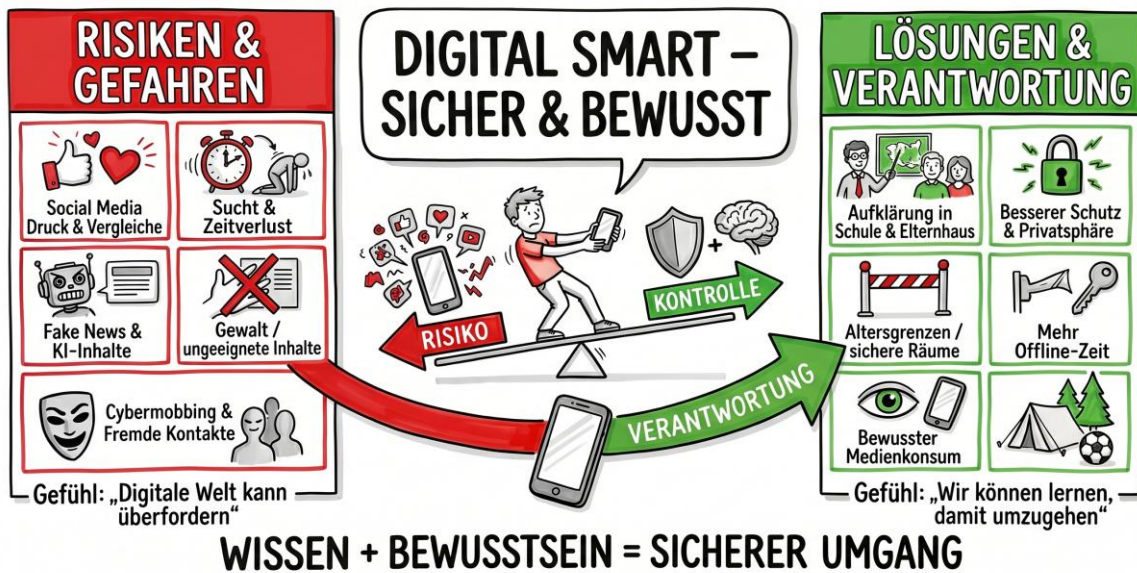 RISIKEN &
GEFAHREN
Social Media
Druck & Vergleiche
Sucht &
Zeitverlust
Fake News &
KI-Inhalte
Gewalt /
ungeeignete Inhalte
Cybermobbing &
Fremde Kontakte
Gefühl: „Digitale Welt kann
überfordern“
DIGITAL SMART –
SICHER & BEWUSST
RISIKO
KONTROLLE
VERANTWORTUNG
LÖSUNGEN &
VERANTWORTUNG
Aufklärung in
Schule & Elternhaus
Besserer Schutz
& Privatsphäre
Altersgrenzen /
sichere Räume
Mehr
Offline-Zeit
Bewusster
Medienkonsum
Gefühl: „Wir können lernen,
damit umzugehen“
WISSEN + BEWUSSTSEIN = SICHERER UMGANG